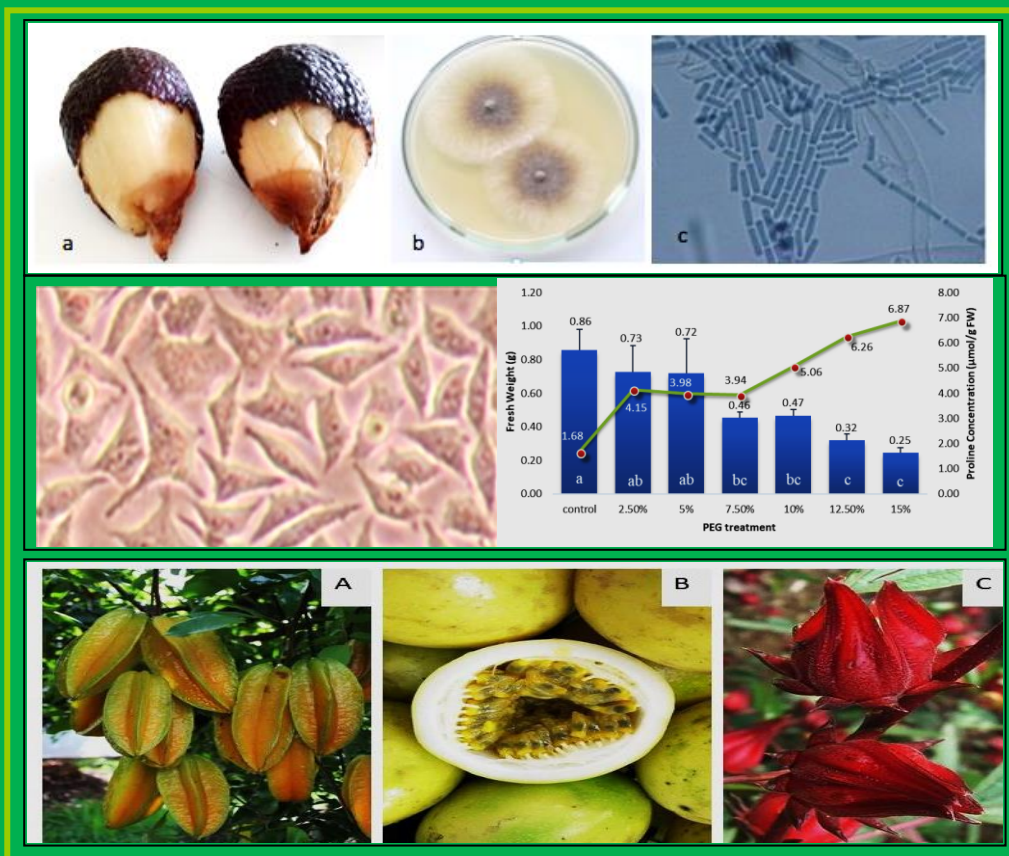 a
b
c
1.20
1.00
0.80
0.60
0.40
0.20
0.00
Fresh Weight (g)
8.00
7.00
6.00
5.00
4.00
3.00
2.00
1.00
0.00
Proline Concentration (µmol/g FW)
0.86
0.73
0.72
0.46
0.47
0.32
0.25
1.68
4.15
3.98
3.94
5.06
6.26
6.87
a
ab
ab
bc
bc
c
c
control
2.50%
5%
7.50%
10%
12.50%
15%
PEG treatment
A
B
C